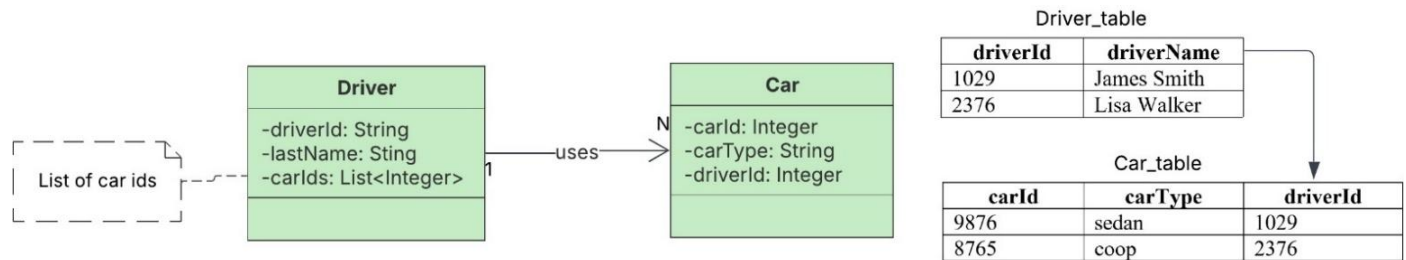 List of car ids
Driver
-driverId: String
-lastName: Sting
-carIds: List<Integer>
1
uses
N
Car
-carId: Integer
-carType: String
-driverId: Integer
Driver_table
driverId driverName
1029 James Smith
2376 Lisa Walker
Car_table
carId carType driverId
9876 sedan 1029
8765 coop 2376